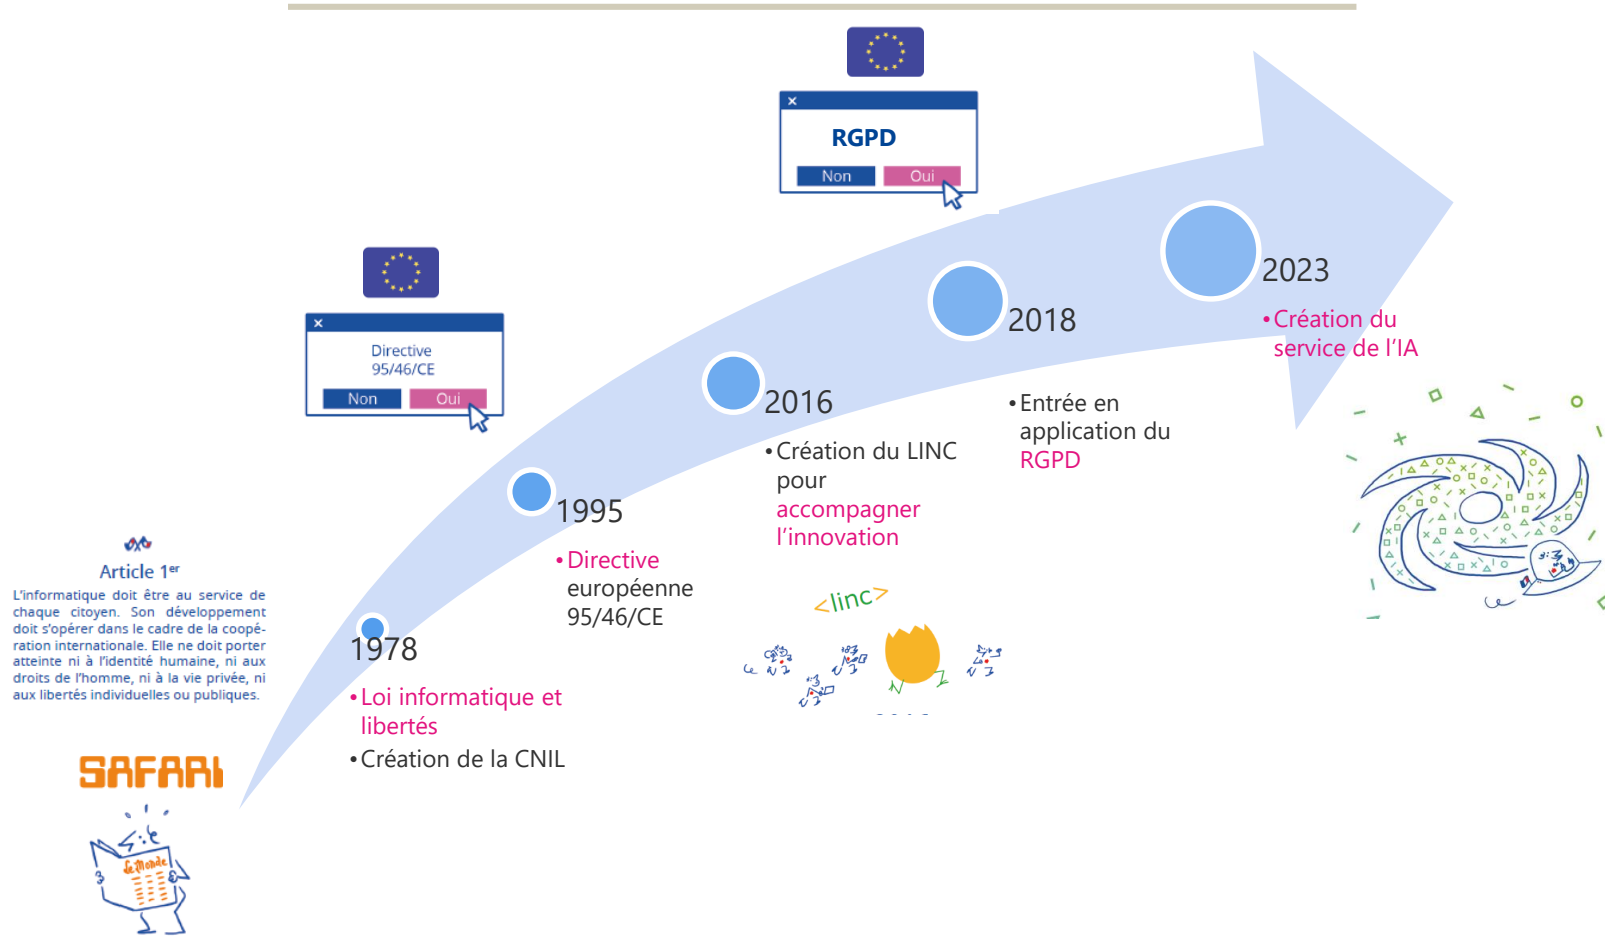 RGPD
Non
Oui
Directive
95/46/CE
Non
Oui
Article 1er
L'informatique doit être au service de
chaque citoyen. Son développement
doit s'opérer dans le cadre de la coopé-
ration internationale. Elle ne doit porter
atteinte ni à l'identité humaine, ni aux
droits de l'homme, ni à la vie privée, ni
aux libertés individuelles ou publiques.
SAFARI
Le Monde
1978
•Loi informatique et
libertés
•Création de la CNIL
1995
•Directive
européenne
95/46/CE
2016
•Création du LINC
pour
accompagner
l'innovation
<linc>
2018
•Entrée en
application du
RGPD
2023
•Création du
service de l'IA